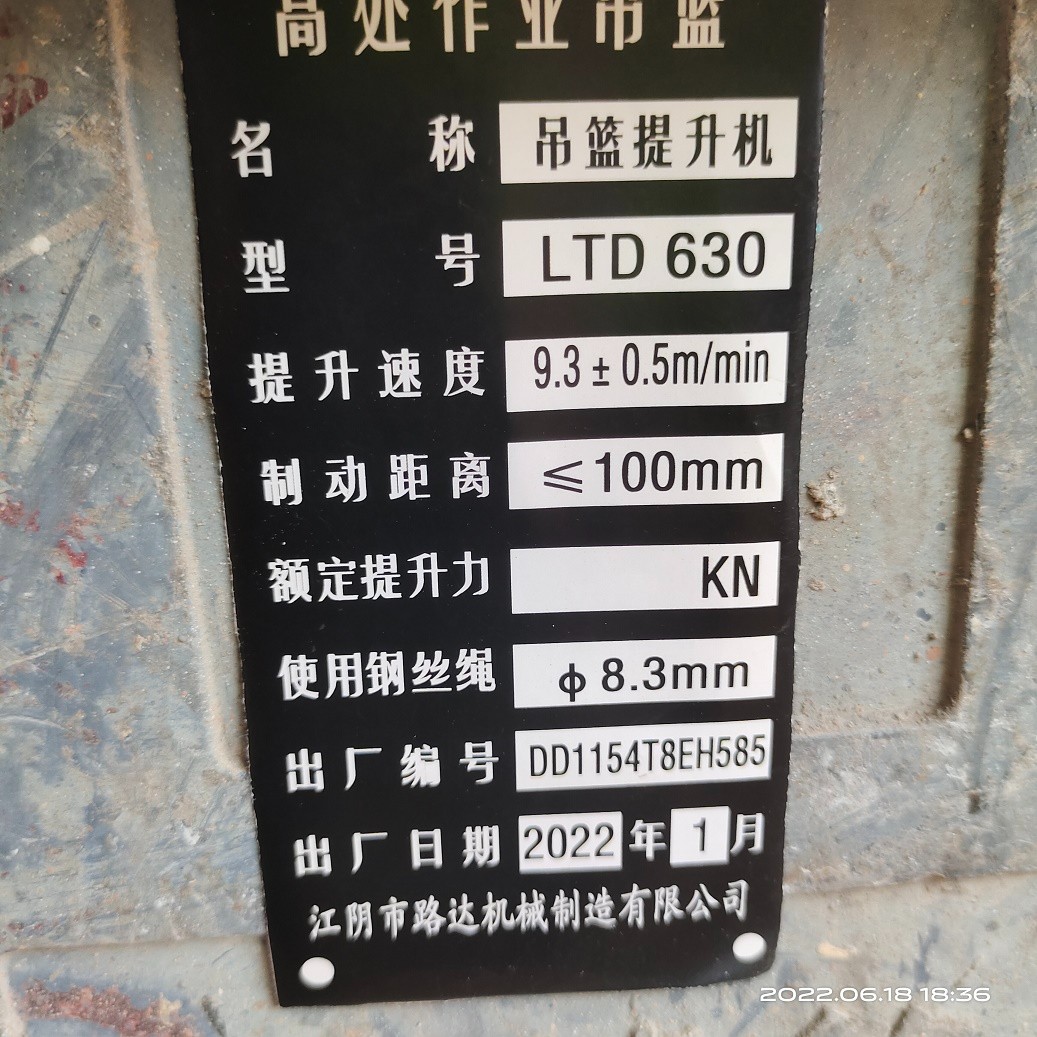 高处作业吊篮
名称 吊篮提升机
型号 LTD 630
提升速度 9.3 ± 0.5m/min
制动距离 ≤100mm
额定提升力 KN
使用钢丝绳 ф 8.3mm
出厂编号 DD1154T8EH585
出厂日期 2022 年 1 月
江阴市路达机械制造有限公司
2022.06.18 18:36